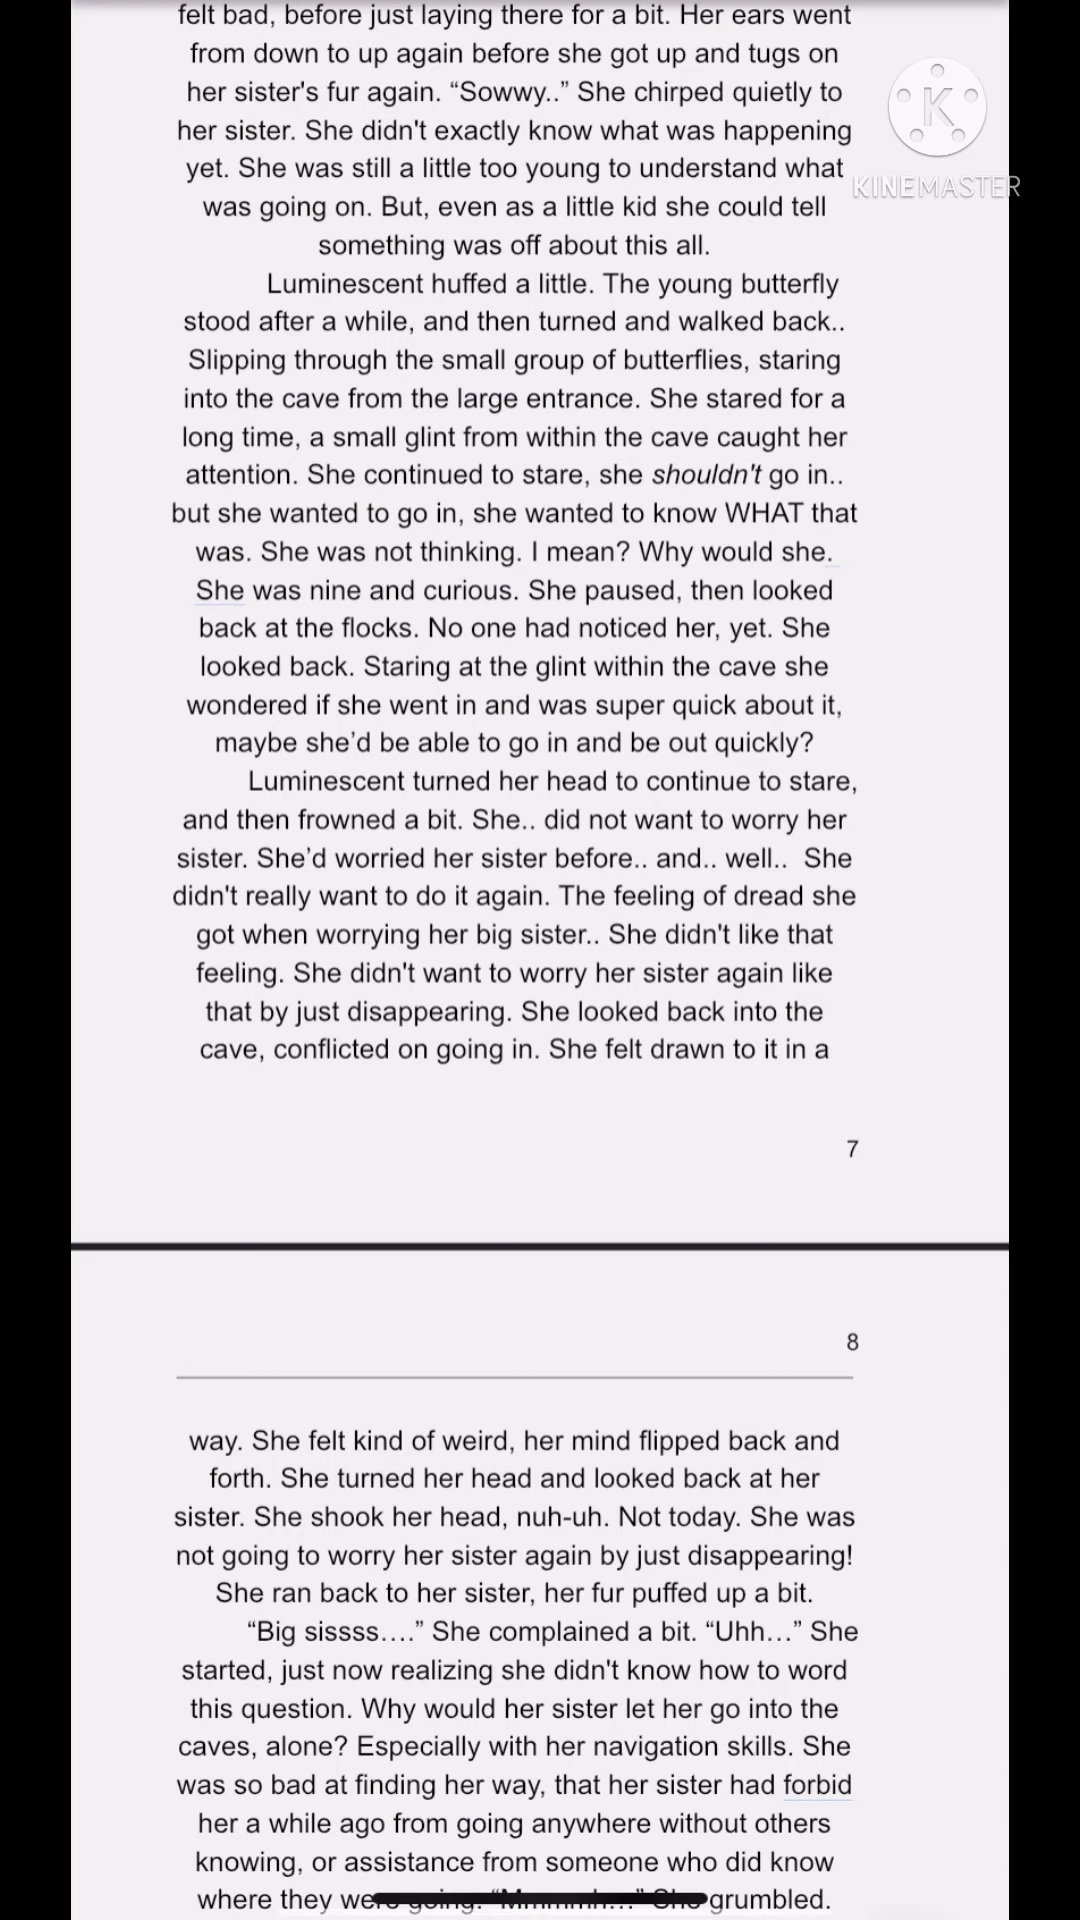 felt bad, before just laying there for a bit. Her ears went
from down to up again before she got up and tugs on
her sister's fur again. “Sowwy..” She chirped quietly to
her sister. She didn't exactly know what was happening
yet. She was still a little too young to understand what
was going on. But, even as a little kid she could tell
something was off about this all.
K
KINEMASTER
Luminescent huffed a little. The young butterfly
stood after a while, and then turned and walked back..
Slipping through the small group of butterflies, staring
into the cave from the large entrance. She stared for a
long time, a small glint from within the cave caught her
attention. She continued to stare, she shouldn't go in..
but she wanted to go in, she wanted to know WHAT that
was. She was not thinking. I mean? Why would she.
She was nine and curious. She paused, then looked
back at the flocks. No one had noticed her, yet. She
looked back. Staring at the glint within the cave she
wondered if she went in and was super quick about it,
maybe she’d be able to go in and be out quickly?
Luminescent turned her head to continue to stare,
and then frowned a bit. She.. did not want to worry her
sister. She’d worried her sister before.. and.. well..  She
didn't really want to do it again. The feeling of dread she
got when worrying her big sister.. She didn't like that
feeling. She didn't want to worry her sister again like
that by just disappearing. She looked back into the
cave, conflicted on going in. She felt drawn to it in a
7
8
way. She felt kind of weird, her mind flipped back and
forth. She turned her head and looked back at her
sister. She shook her head, nuh-uh. Not today. She was
not going to worry her sister again by just disappearing!
She ran back to her sister, her fur puffed up a bit.
“Big sissss....” She complained a bit. “Uhh...” She
started, just now realizing she didn't know how to word
this question. Why would her sister let her go into the
caves, alone? Especially with her navigation skills. She
was so bad at finding her way, that her sister had forbid
her a while ago from going anywhere without others
knowing, or assistance from someone who did know
where they were going. She grumbled.